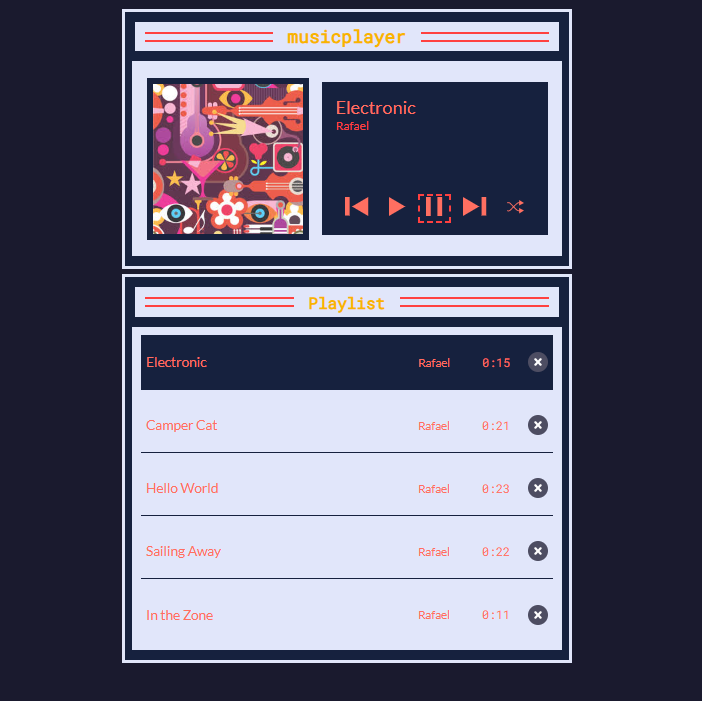 musicplayer
Electronic
Rafael
Playlist
Electronic Rafael 0:15
Camper Cat Rafael 0:21
Hello World Rafael 0:23
Sailing Away Rafael 0:22
In the Zone Rafael 0:11